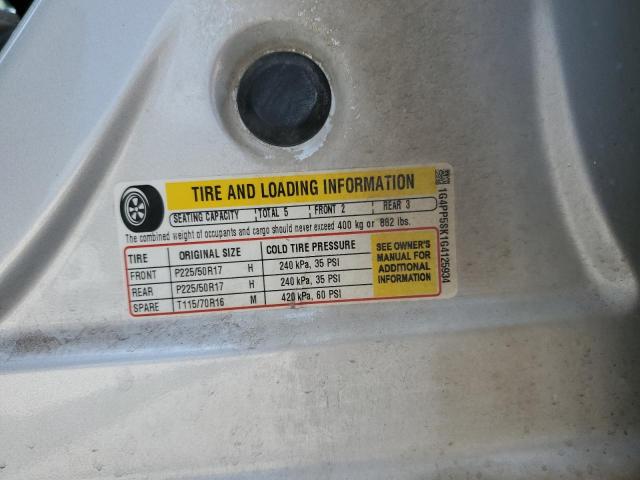 TIRE AND LOADING INFORMATION
SEATING CAPACITY TOTAL 5 FRONT 2 REAR 3
The combined weight of occupants and cargo should never exceed 400 kg or 882 lbs.
TIRE ORIGINAL SIZE COLD TIRE PRESSURE
FRONT P225/50R17 H 240 kPa, 35 PSI
REAR P225/50R17 H 240 kPa, 35 PSI
SPARE T115/70R16 M 420 kPa, 60 PSI
SEE OWNER'S
MANUAL FOR
ADDITIONAL
INFORMATION
1G4PP5SK1G4125934